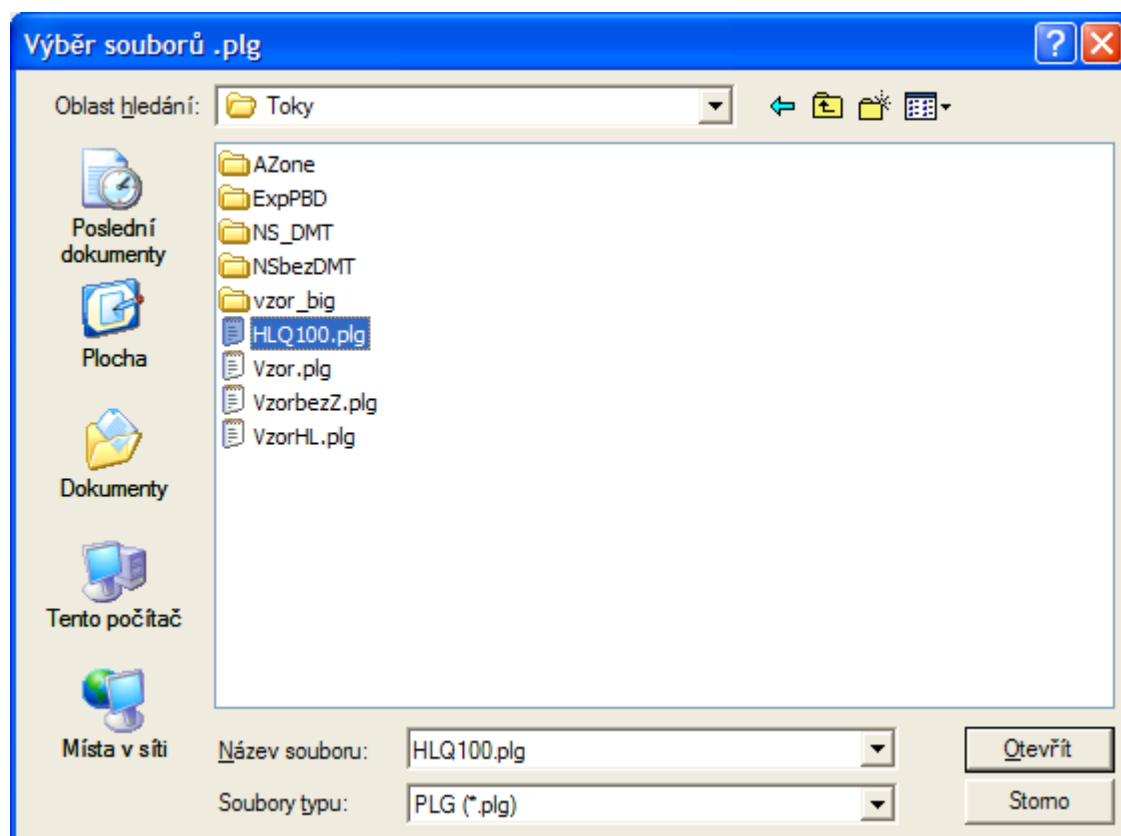 Výběr souborů .plg
Oblast hledání:
Toky
Poslední
dokumenty
Plocha
Dokumenty
Tento počítač
Místa v síti
AZone
ExpPBD
NS_DMT
NSbezDMT
vzor_big
HLQ100.plg
Vzor.plg
VzorbezZ.plg
VzorHL.plg
Název souboru:
HLQ100.plg
Otevřít
Soubory typu:
PLG (*.plg)
Storno